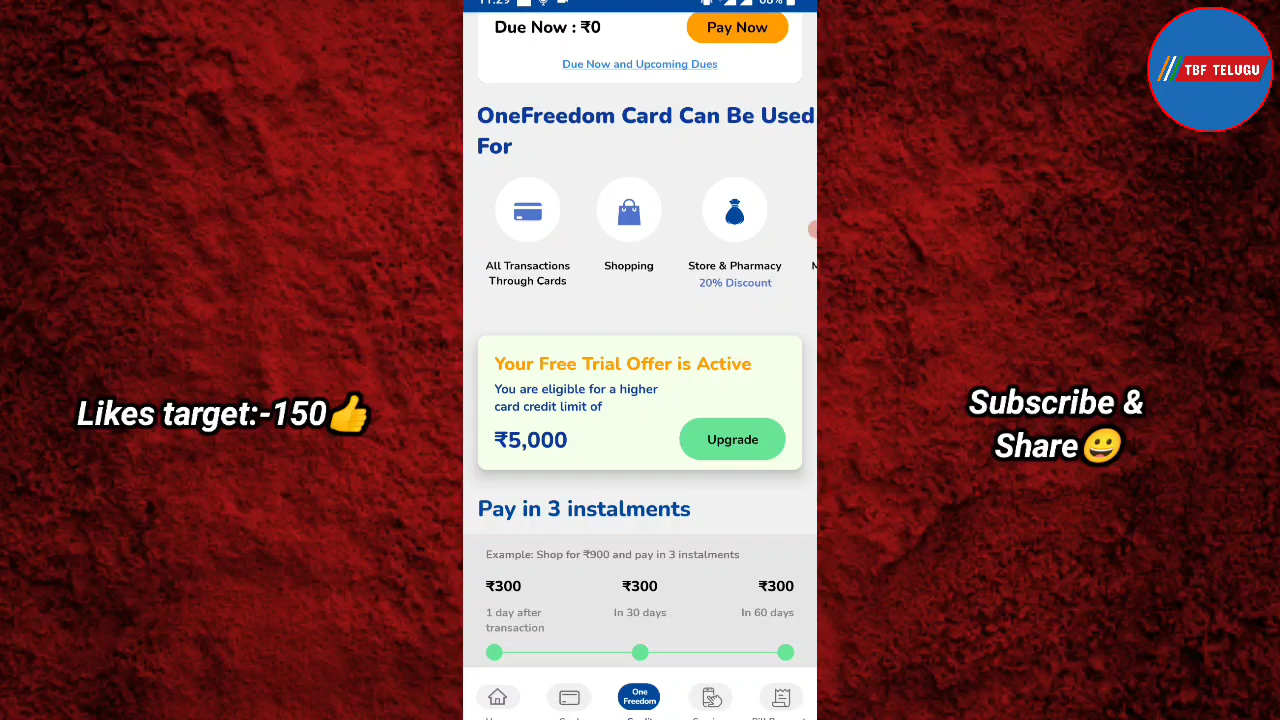 11:29
68%
Due Now : ₹0
Pay Now
Due Now and Upcoming Dues
TBF TELUGU
OneFreedom Card Can Be Used
For
All Transactions
Through Cards
Shopping
Store & Pharmacy
20% Discount
Your Free Trial Offer is Active
You are eligible for a higher
card credit limit of
₹5,000
Upgrade
Likes target:-150👍
Subscribe &
Share😀
Pay in 3 instalments
Example: Shop for ₹900 and pay in 3 instalments
₹300
₹300
₹300
1 day after
transaction
In 30 days
In 60 days
One
Freedom